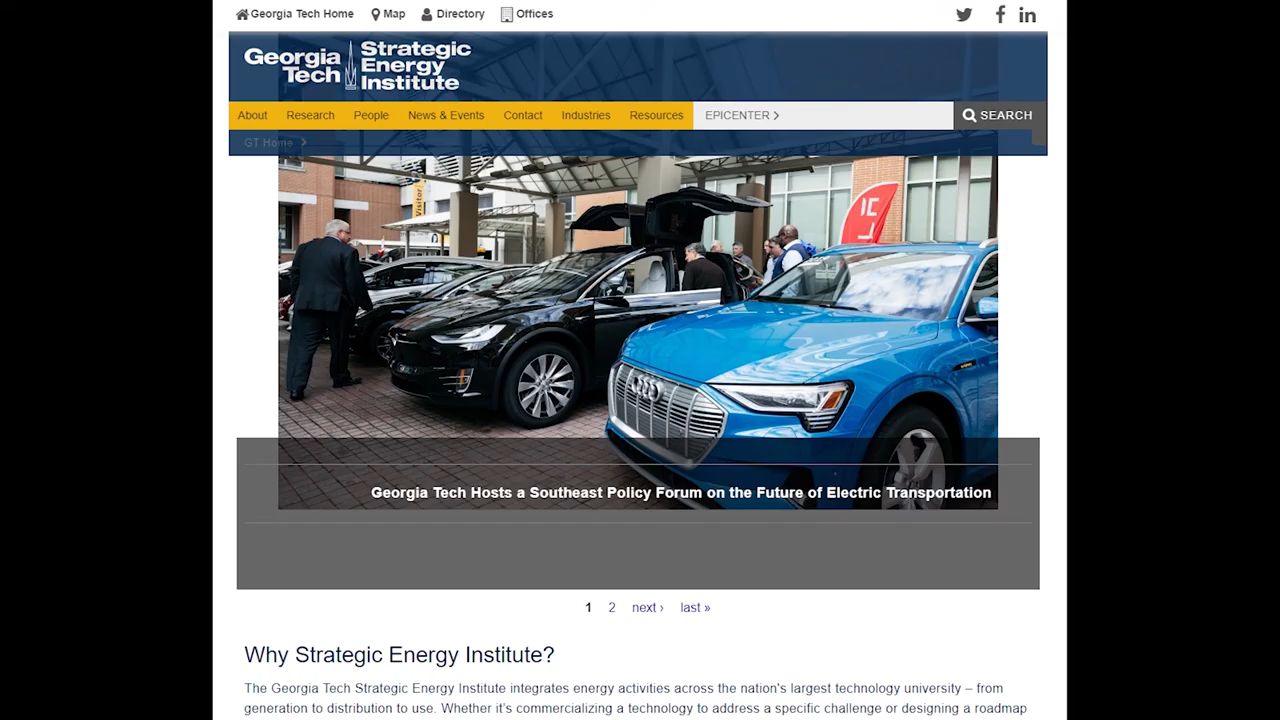 Georgia Tech Home Map Directory Offices
Georgia Tech
Strategic Energy Institute
About Research People News & Events Contact Industries Resources EPICENTER > SEARCH
GT Home >
Visitor
Georgia Tech Hosts a Southeast Policy Forum on the Future of Electric Transportation
1 2 next › last »
Why Strategic Energy Institute?
The Georgia Tech Strategic Energy Institute integrates energy activities across the nation's largest technology university – from
generation to distribution to use. Whether it’s commercializing a technology to address a specific challenge or designing a roadmap